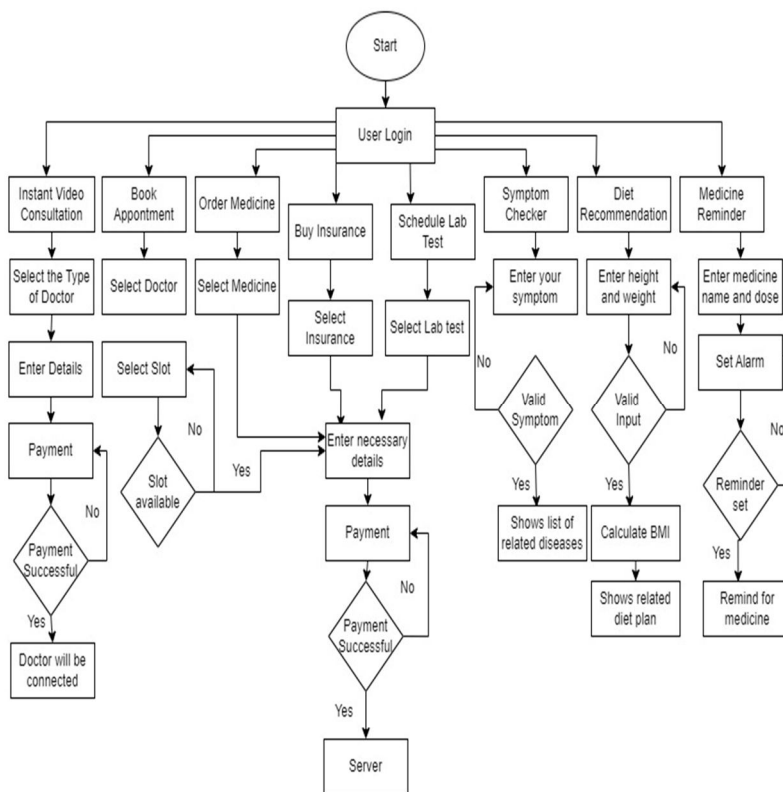 Start
User Login
Instant Video
Consultation
Book
Appontment
Order Medicine
Buy Insurance
Schedule Lab
Test
Symptom
Checker
Diet
Recommendation
Medicine
Reminder
Select the Type
of Doctor
Select Doctor
Select Medicine
Select
Insurance
Select Lab test
Enter your
symptom
Enter height
and weight
Enter medicine
name and dose
Enter Details
Select Slot
No
No
Set Alarm
Payment
No
Slot
available
Yes
Enter necessary
details
Valid
Symptom
Valid
Input
No
Reminder
set
No
Payment
Successful
Yes
Doctor will be
connected
Payment
No
Payment
Successful
Yes
Server
Yes
Shows list of
related diseases
Yes
Calculate BMI
Shows related
diet plan
Yes
Remind for
medicine